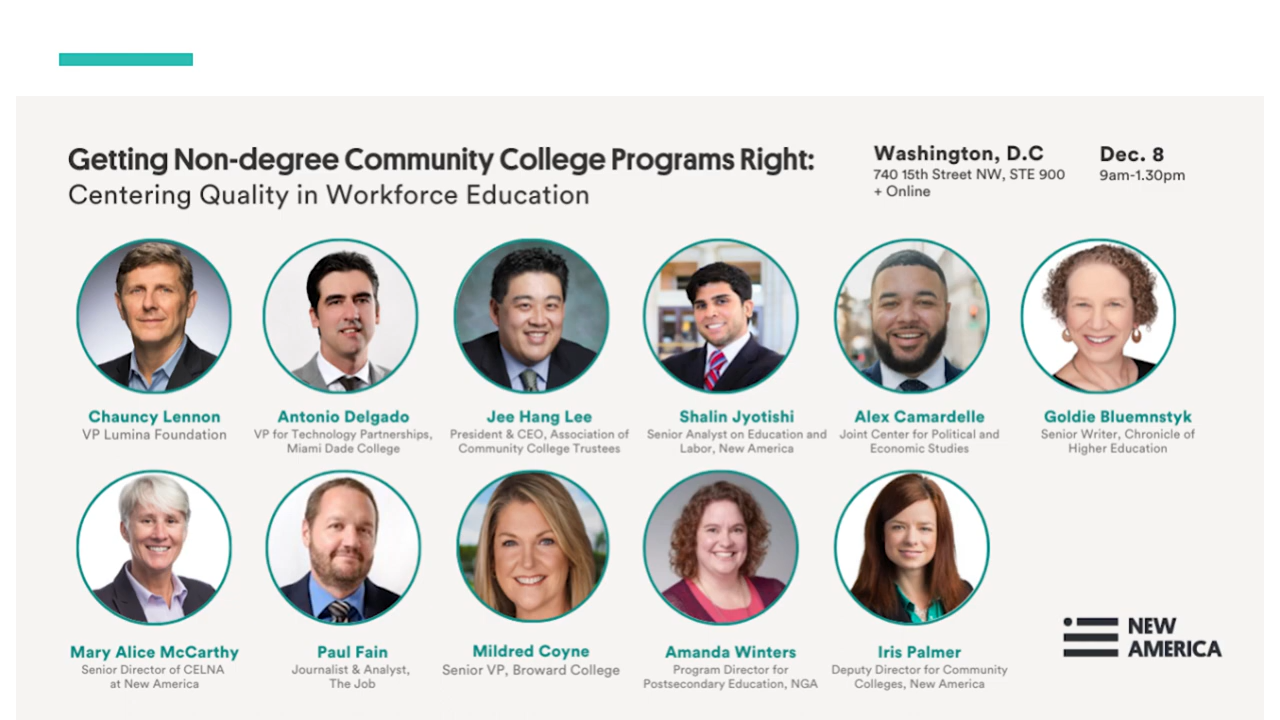 Getting Non-degree Community College Programs Right:
Centering Quality in Workforce Education
Washington, D.C
740 15th Street NW, STE 900
+ Online
Dec. 8
9am-1.30pm
Chauncy Lennon
VP Lumina Foundation
Antonio Delgado
VP for Technology Partnerships,
Miami Dade College
Jee Hang Lee
President & CEO, Association of
Community College Trustees
Shalin Jyotishi
Senior Analyst on Education and
Labor, New America
Alex Camardelle
Joint Center for Political and
Economic Studies
Goldie Bluemnstyk
Senior Writer, Chronicle of
Higher Education
Mary Alice McCarthy
Senior Director of CELNA
at New America
Paul Fain
Journalist & Analyst,
The Job
Mildred Coyne
Senior VP, Broward College
Amanda Winters
Program Director for
Postsecondary Education, NGA
Iris Palmer
Deputy Director for Community
Colleges, New America
NEW
AMERICA